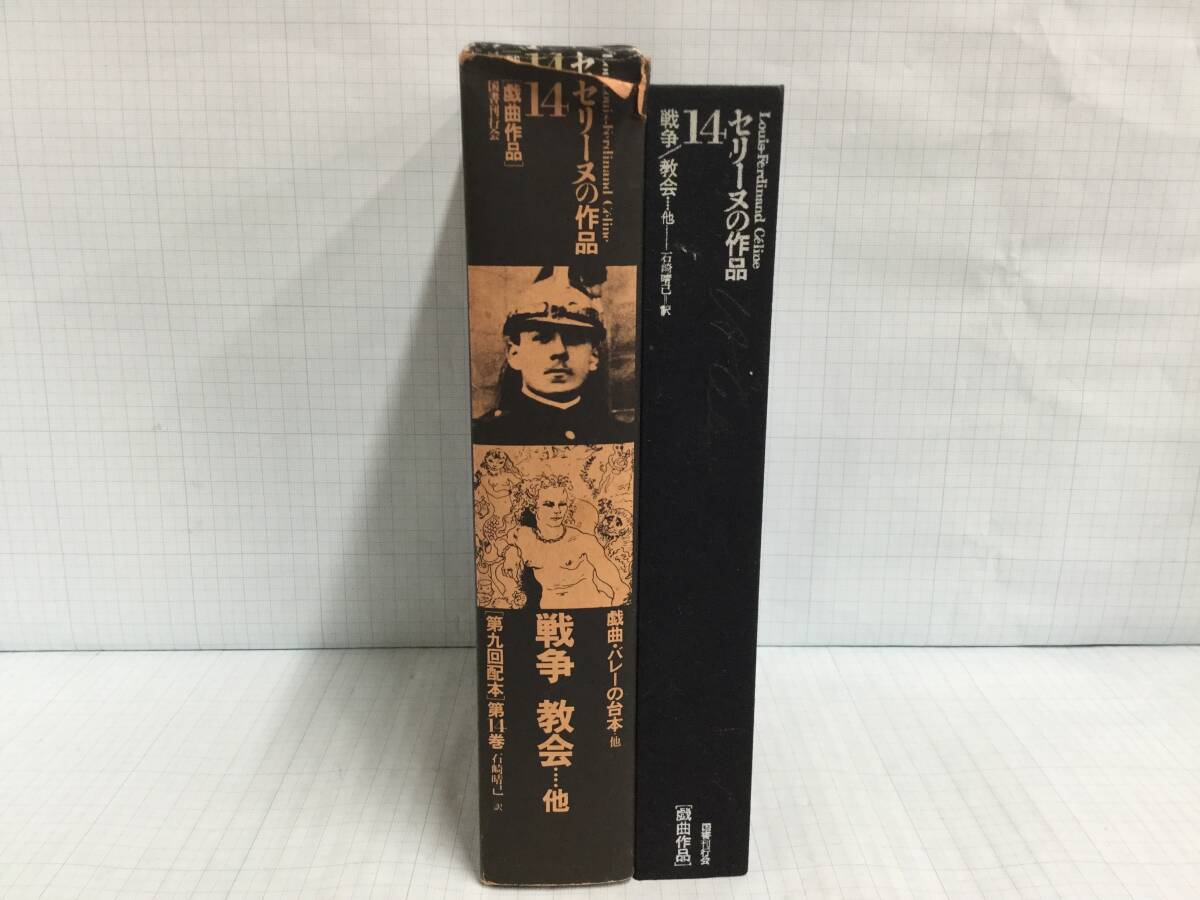 Louis-Ferdinand Céline
セリーヌの作品
14
[戯曲作品]
国書刊行会
戯曲・バレーの台本・他
戦争 教会‥‥他
[第九回配本]第14巻 石崎晴己 訳
Louis-Ferdinand Céline
セリーヌの作品
14
戦争/教会‥‥他――石崎晴己=訳
[戯曲作品]
国書刊行会